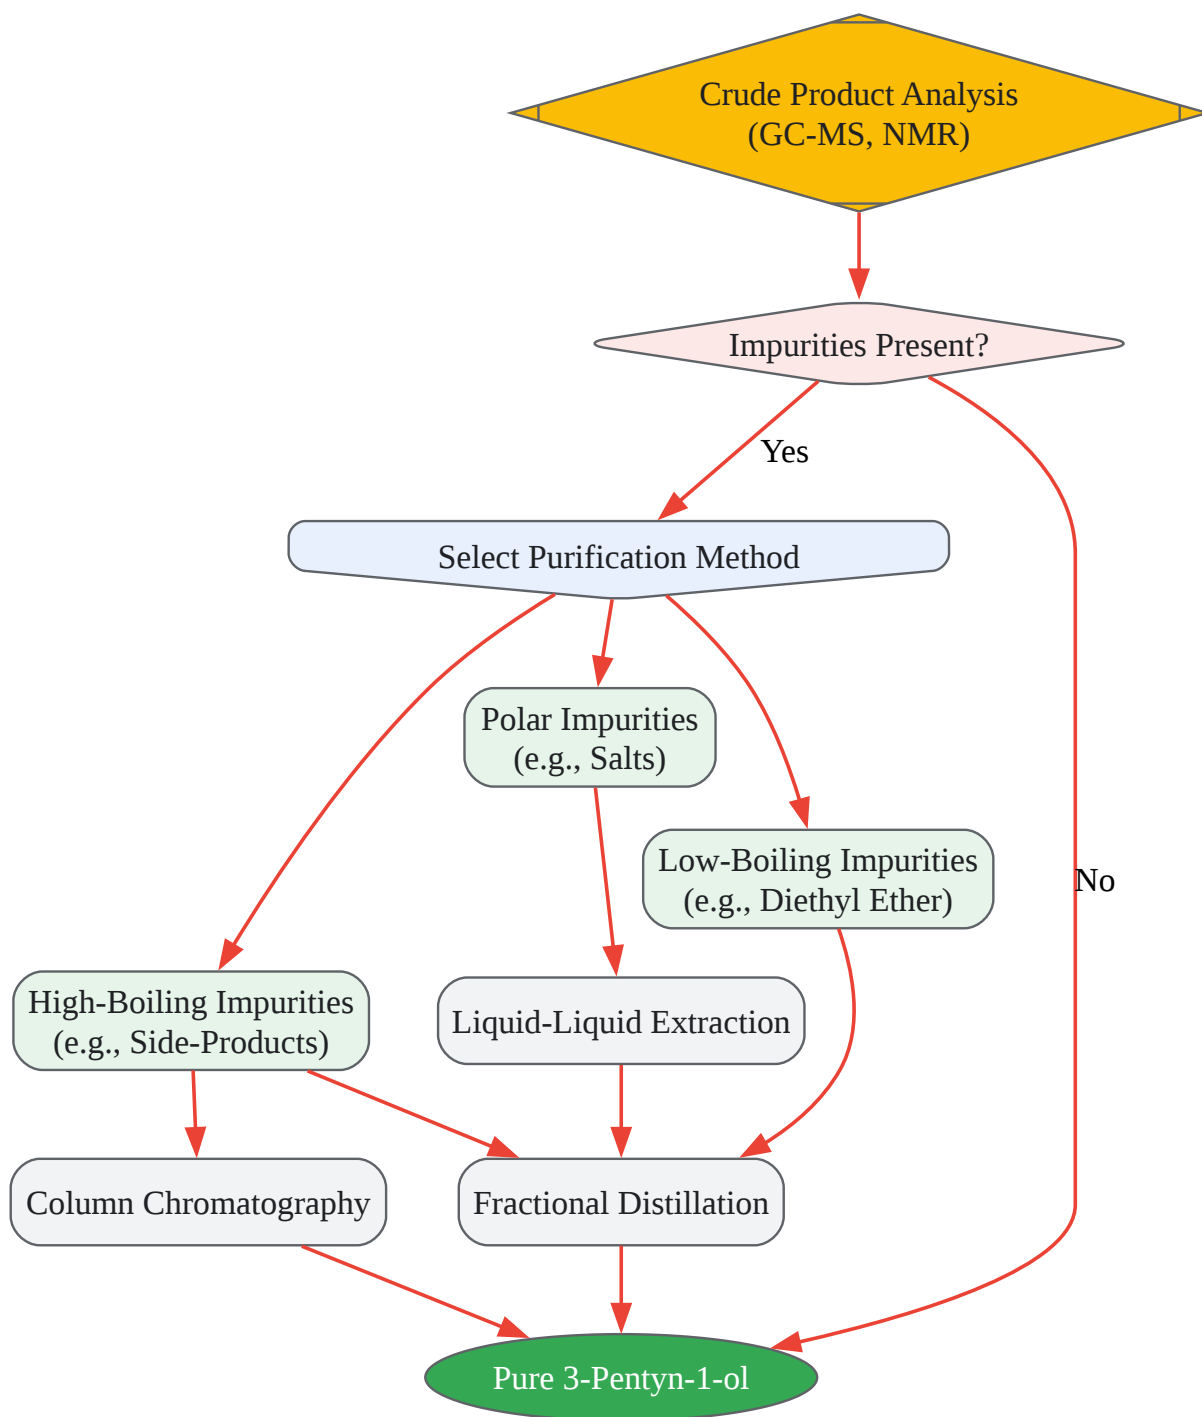 Crude Product Analysis
(GC-MS, NMR)
Impurities Present?
Yes
Select Purification Method
Polar Impurities
(e.g., Salts)
Low-Boiling Impurities
(e.g., Diethyl Ether)
No
High-Boiling Impurities
(e.g., Side-Products)
Liquid-Liquid Extraction
Column Chromatography
Fractional Distillation
Pure 3-Pentyn-1-ol